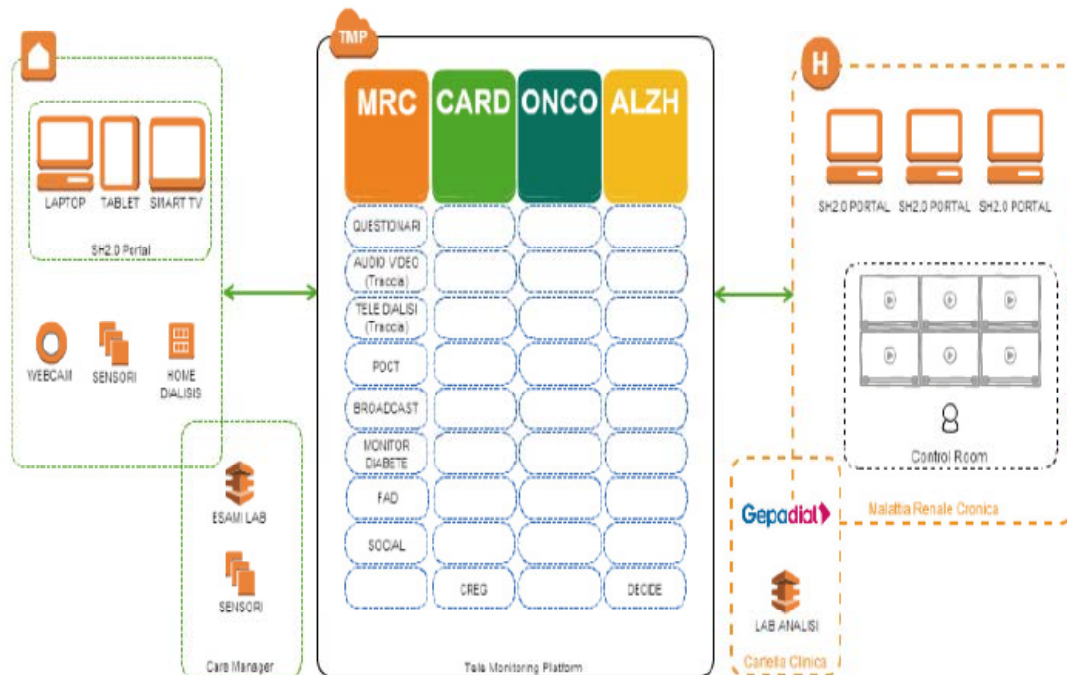 TMP
H
MRC CARD ONCO ALZH
LAPTOP TABLET SMART TV
SH2.0 Portal
WEBCAM SENSORI HOME
DIALISIS
ESAMI LAB
SENSORI
Care Manager
QUESTIONARI
AUDIO VIDEO
(Traccia)
TELE DIALISI
(Traccia)
POCT
BROADCAST
MONITOR
DIABETE
FAD
SOCIAL
CREG DECIDE
Tele Monitoring Platform
SH2.0 PORTAL SH2.0 PORTAL SH2.0 PORTAL
Control Room
Malattia Renale Cronica
Gepadial
LAB ANALISI
Cartella Clinica